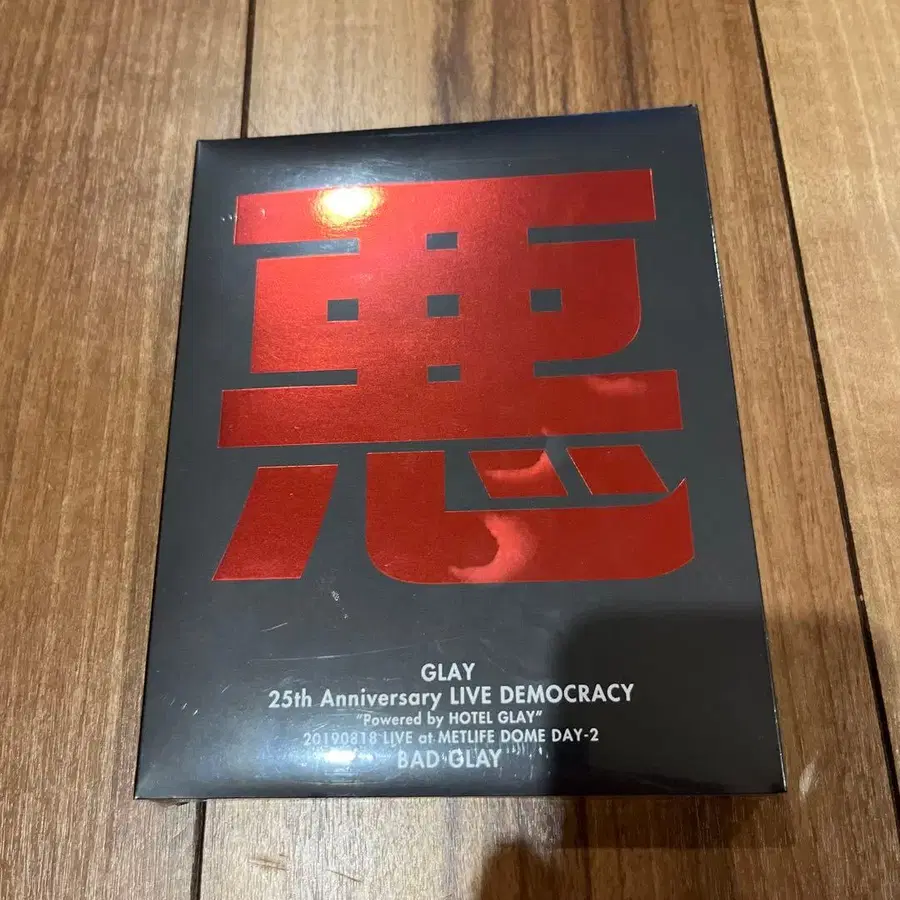 悪
GLAY
25th Anniversary LIVE DEMOCRACY
"Powered by HOTEL GLAY"
20190818 LIVE at METLIFE DOME DAY-2
BAD GLAY